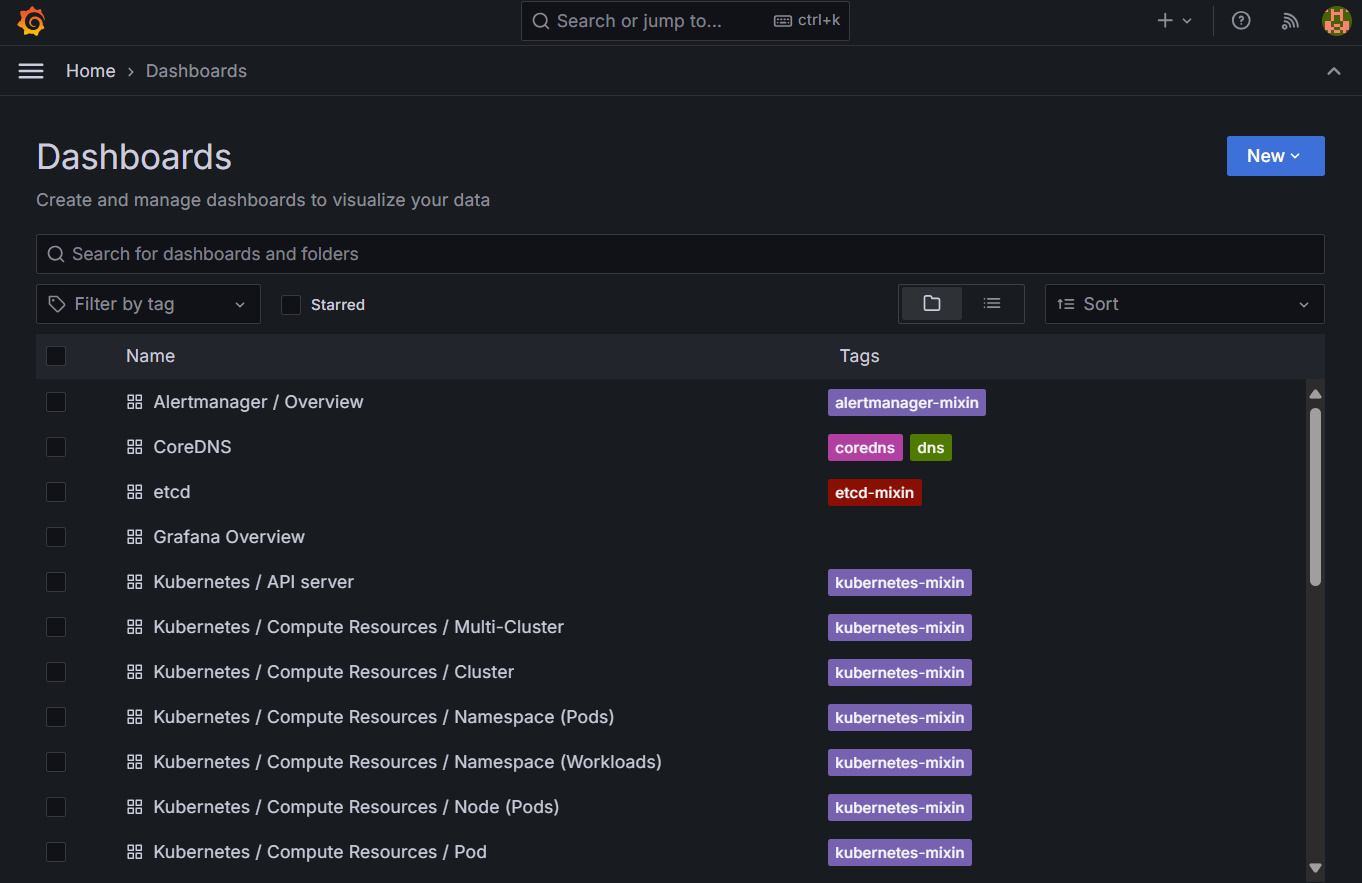 Search or jump to... ctrl+k
Home › Dashboards
Dashboards
New
Create and manage dashboards to visualize your data
Search for dashboards and folders
Filter by tag Starred Sort
Name Tags
Alertmanager / Overview alertmanager-mixin
CoreDNS coredns dns
etcd etcd-mixin
Grafana Overview
Kubernetes / API server kubernetes-mixin
Kubernetes / Compute Resources / Multi-Cluster kubernetes-mixin
Kubernetes / Compute Resources / Cluster kubernetes-mixin
Kubernetes / Compute Resources / Namespace (Pods) kubernetes-mixin
Kubernetes / Compute Resources / Namespace (Workloads) kubernetes-mixin
Kubernetes / Compute Resources / Node (Pods) kubernetes-mixin
Kubernetes / Compute Resources / Pod kubernetes-mixin